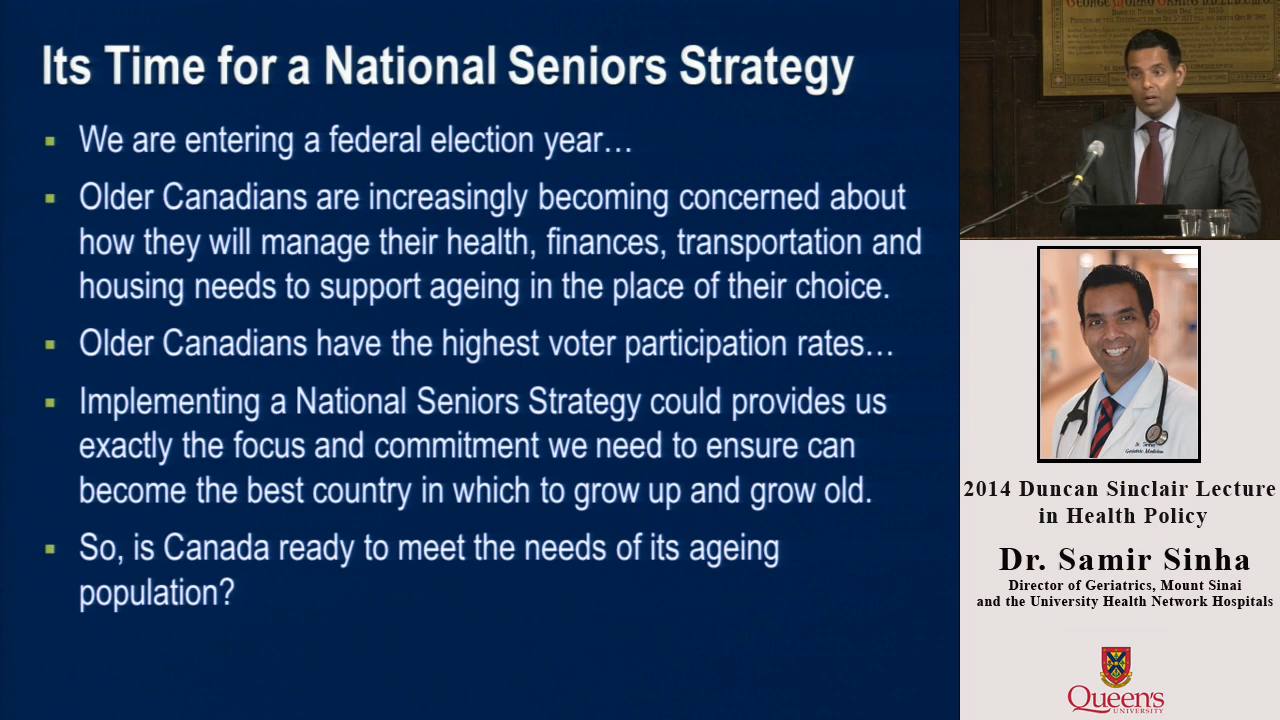 Its Time for a National Seniors Strategy
We are entering a federal election year…
Older Canadians are increasingly becoming concerned about
how they will manage their health, finances, transportation and
housing needs to support ageing in the place of their choice.
Older Canadians have the highest voter participation rates…
Implementing a National Seniors Strategy could provides us
exactly the focus and commitment we need to ensure can
become the best country in which to grow up and grow old.
So, is Canada ready to meet the needs of its ageing
population?
Dr. Sinha
Geriatric Medicine
2014 Duncan Sinclair Lecture
in Health Policy
Dr. Samir Sinha
Director of Geriatrics, Mount Sinai
and the University Health Network Hospitals
Queen's
UNIVERSITY